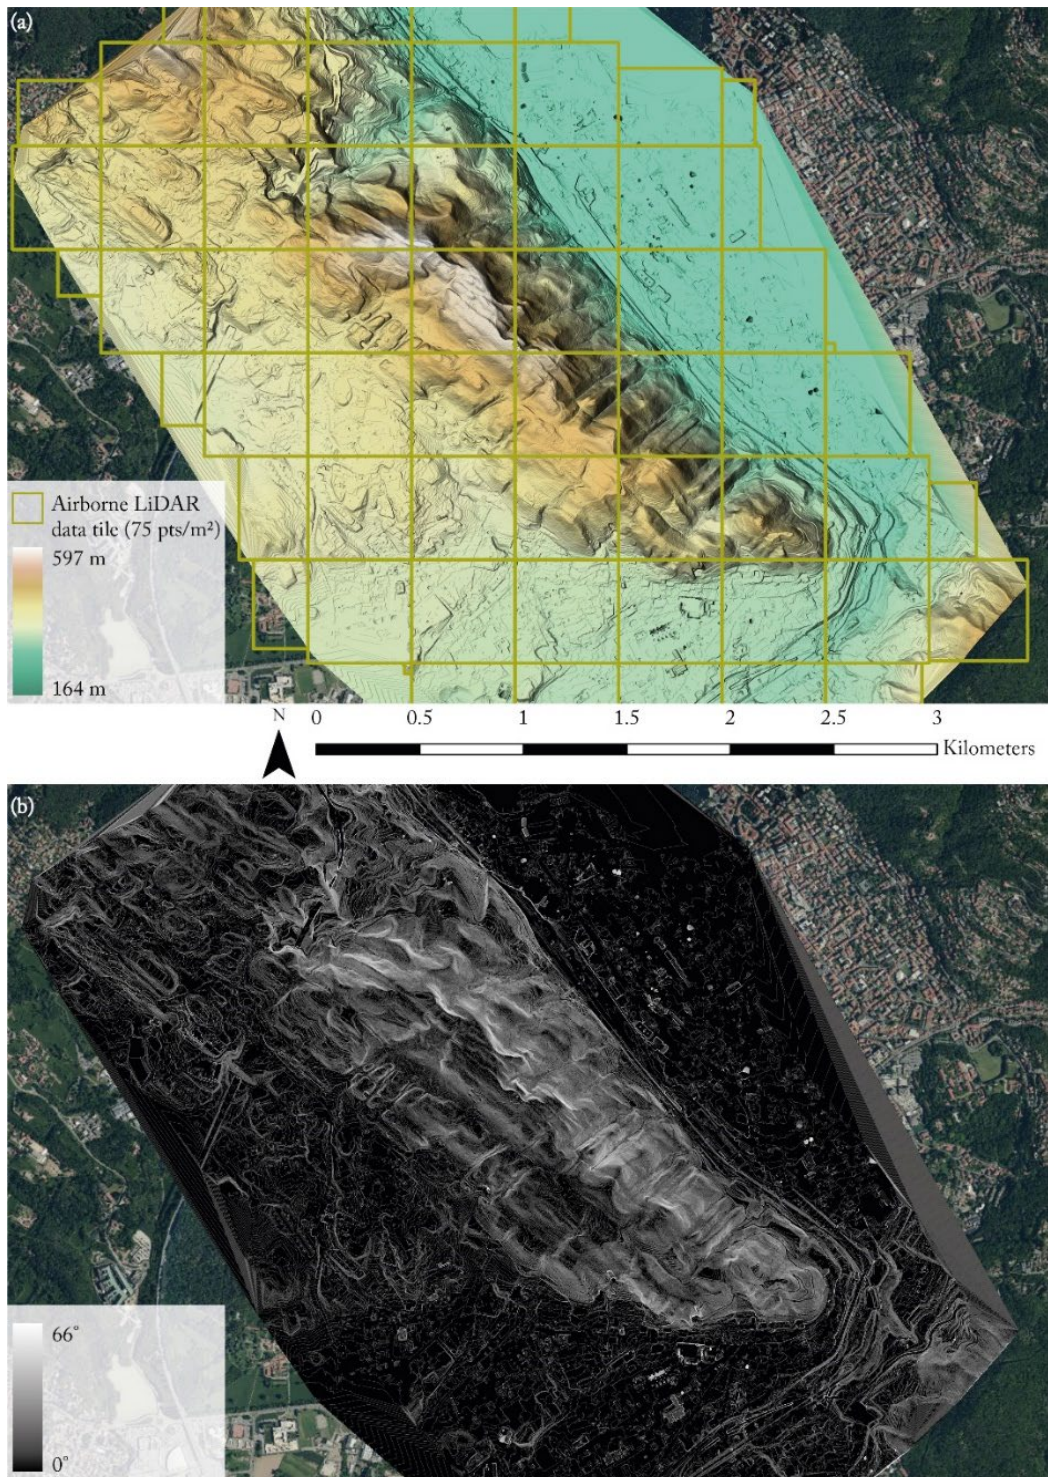 (a)
Airborne LiDAR
data tile (75 pts/m²)
597 m
164 m
N
0 0.5 1 1.5 2 2.5 3
Kilometers
(b)
66°
0°